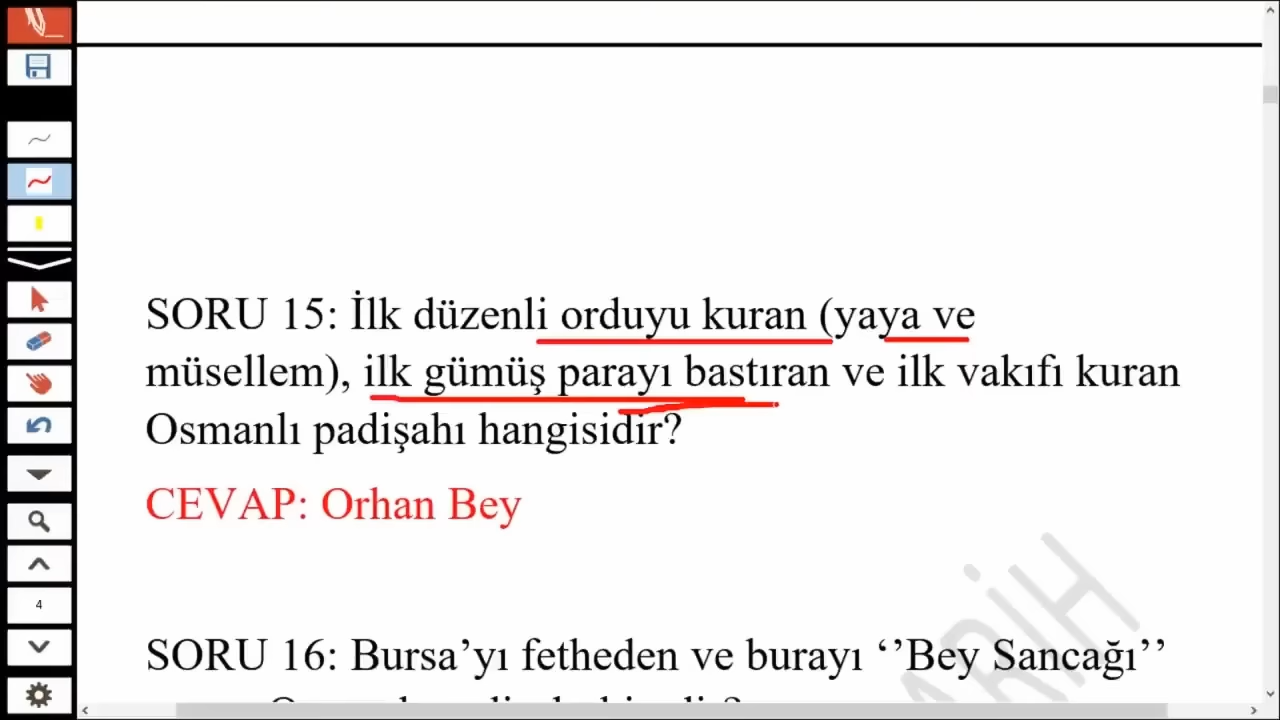 SORU 15: İlk düzenli orduyu kuran (yaya ve
müsellem), ilk gümüş parayı bastıran ve ilk vakıfı kuran
Osmanlı padişahı hangisidir?
CEVAP: Orhan Bey
SORU 16: Bursa’yı fetheden ve burayı ‘’Bey Sancağı’’
4